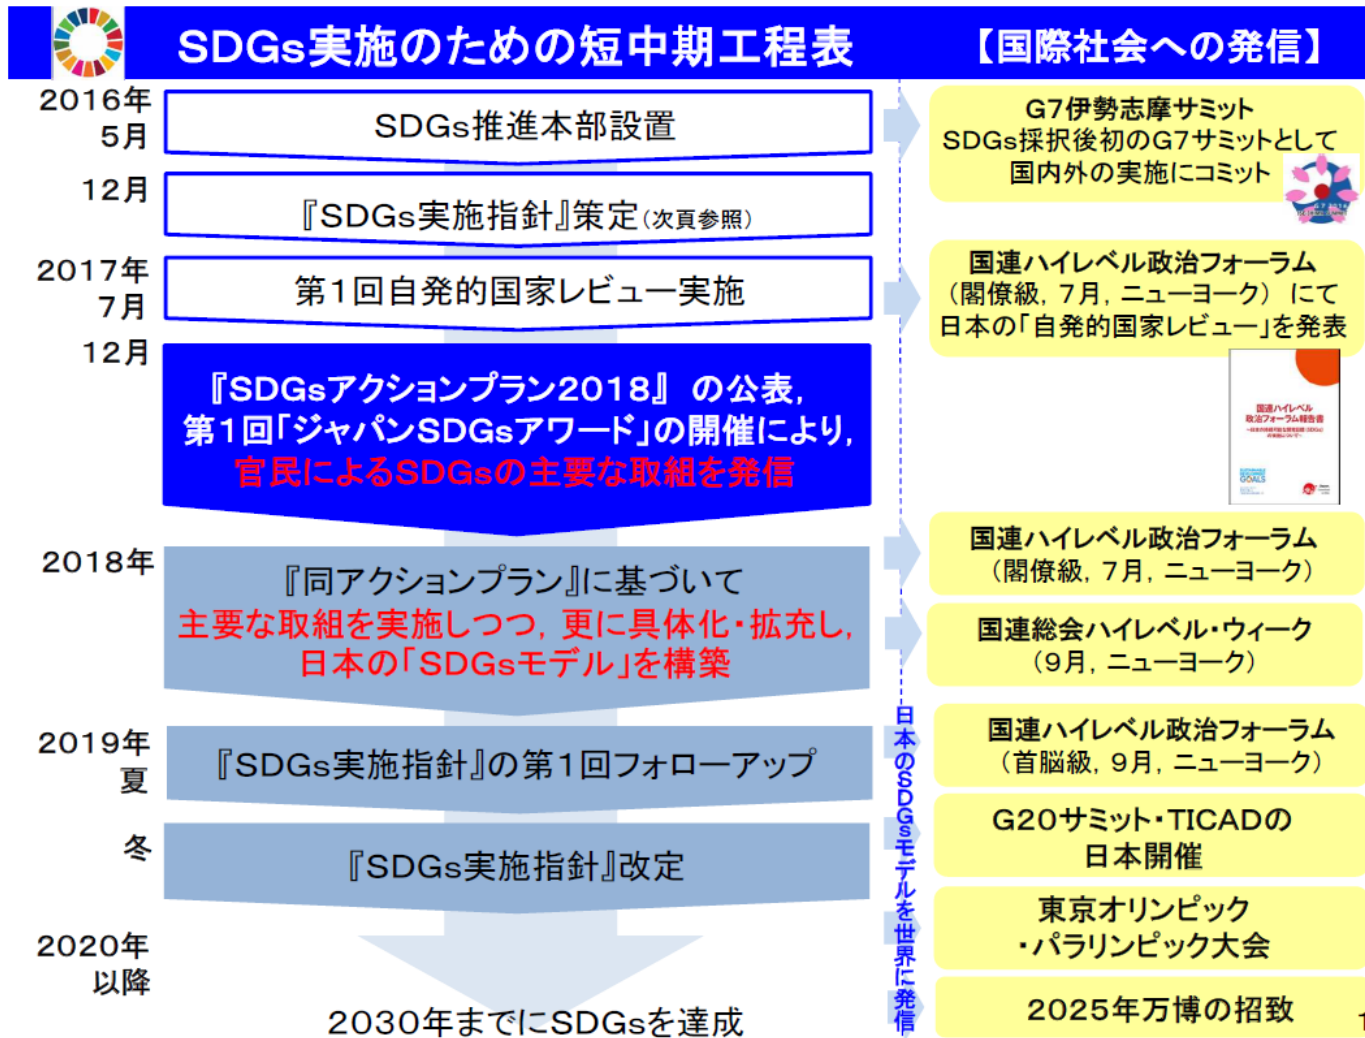 SDGs実施のための短中期工程表
【国際社会への発信】
2016年
5月
SDGs推進本部設置
G7伊勢志摩サミット
SDGs採択後初のG7サミットとして
国内外の実施にコミット
12月
『SDGs実施指針』策定(次頁参照)
2017年
7月
第1回自発的国家レビュー実施
国連ハイレベル政治フォーラム
（閣僚級，7月，ニューヨーク）にて
日本の「自発的国家レビュー」を発表
12月
『SDGsアクションプラン2018』 の公表，
第1回「ジャパンSDGsアワード」の開催により，
官民によるSDGsの主要な取組を発信
国連ハイレベル
政治フォーラム報告書
SUSTAINABLE
DEVELOPMENT
GOALS
2018年
『同アクションプラン』に基づいて
主要な取組を実施しつつ，更に具体化・拡充し，
日本の「SDGsモデル」を構築
国連ハイレベル政治フォーラム
（閣僚級，7月，ニューヨーク）
国連総会ハイレベル・ウィーク
（9月，ニューヨーク）
日本のSDGsモデルを世界に発信
2019年
夏
『SDGs実施指針』の第1回フォローアップ
国連ハイレベル政治フォーラム
（首脳級，9月，ニューヨーク）
冬
『SDGs実施指針』改定
G20サミット・TICADの
日本開催
2020年
以降
東京オリンピック
・パラリンピック大会
2030年までにSDGsを達成
2025年万博の招致
1